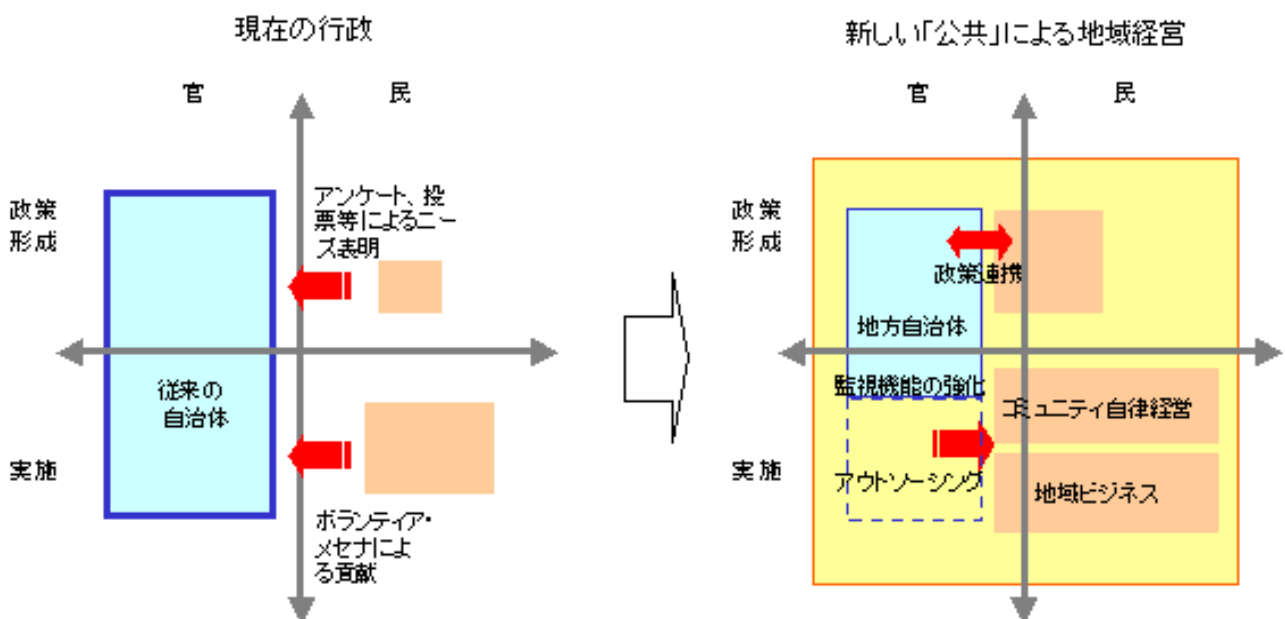 現在の行政
官
民
政策
形成
アンケート、投
票等によるニー
ズ表明
従来の
自治体
実施
ボランティア・
メセナによ
る貢献
新しい「公共」による地域経営
官
民
政策
形成
政策連携
地方自治体
監視機能の強化
コミュニティ自律経営
実施
アウトソーシング
地域ビジネス